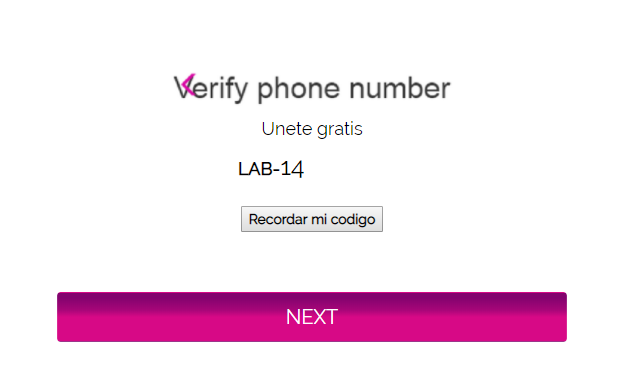 Verify phone number
Unete gratis
LAB-14
Recordar mi codigo
NEXT